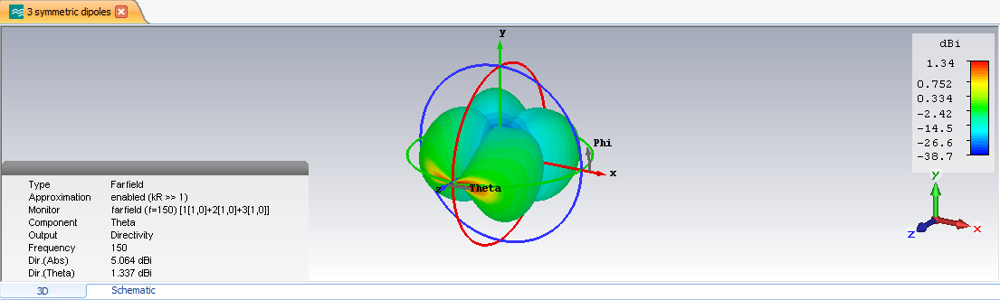 3 symmetric dipoles
y
dBi
1.34
0.752
0.334
-2.42
-14.5
-26.6
-38.7
Phi
x
z
Theta
y
x
z
Type Farfield
Approximation enabled (kR >> 1)
Monitor farfield (f=150) [1[1,0]+2[1,0]+3[1,0]]
Component Theta
Output Directivity
Frequency 150
Dir.(Abs) 5.064 dBi
Dir.(Theta) 1.337 dBi
3D Schematic